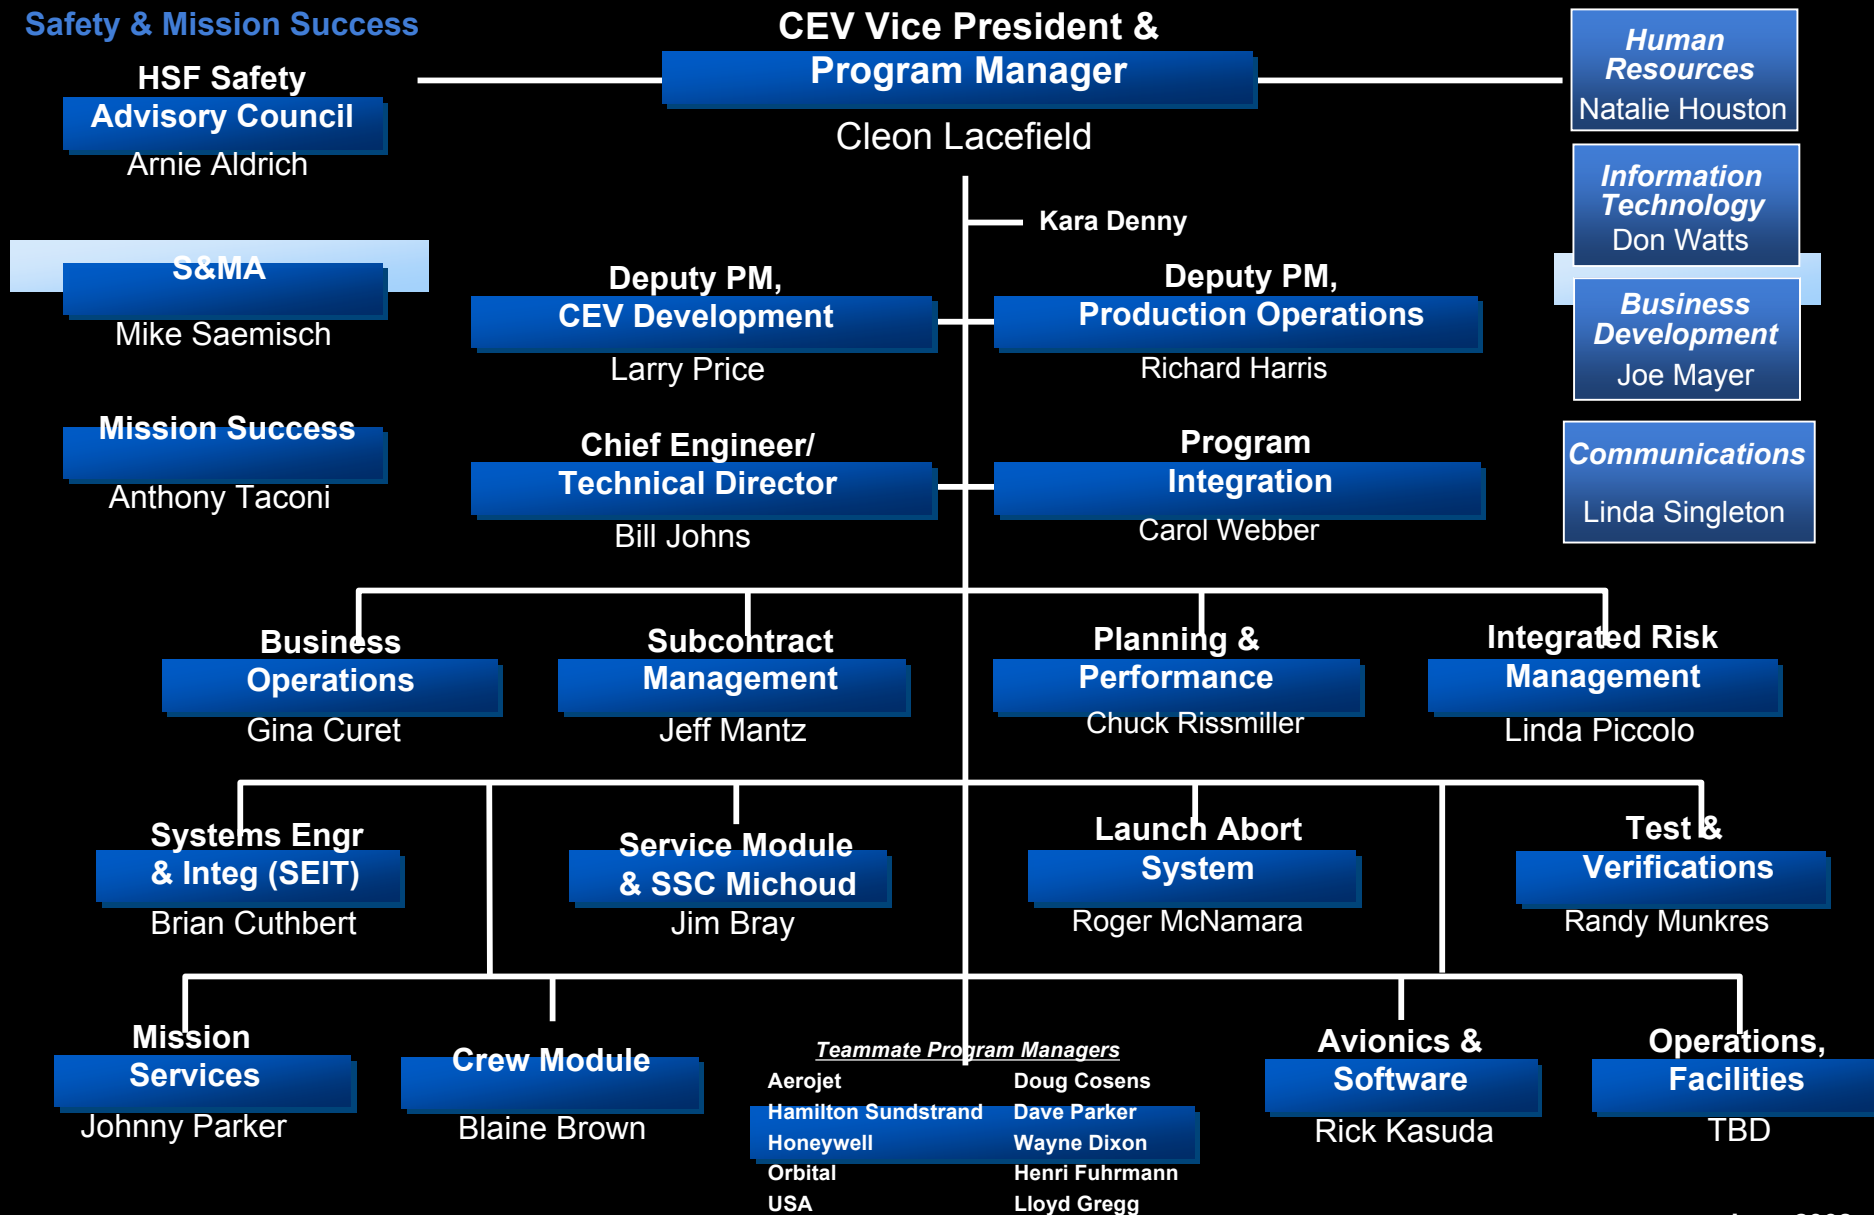 Safety & Mission Success
HSF Safety
Advisory Council
Arnie Aldrich
S&MA
Mike Saemisch
Mission Success
Anthony Taconi
CEV Vice President &
Program Manager
Cleon Lacefield
Kara Denny
Human
Resources
Natalie Houston
Information
Technology
Don Watts
Business
Development
Joe Mayer
Communications
Linda Singleton
Deputy PM,
CEV Development
Larry Price
Deputy PM,
Production Operations
Richard Harris
Chief Engineer/
Technical Director
Bill Johns
Program
Integration
Carol Webber
Business
Operations
Gina Curet
Subcontract
Management
Jeff Mantz
Planning &
Performance
Chuck Rissmiller
Integrated Risk
Management
Linda Piccolo
Systems Engr
& Integ (SEIT)
Brian Cuthbert
Service Module
& SSC Michoud
Jim Bray
Launch Abort
System
Roger McNamara
Test &
Verifications
Randy Munkres
Mission
Services
Johnny Parker
Crew Module
Blaine Brown
Teammate Program Managers
Aerojet Doug Cosens
Hamilton Sundstrand Dave Parker
Honeywell Wayne Dixon
Orbital Henri Fuhrmann
USA Lloyd Gregg
Avionics &
Software
Rick Kasuda
Operations,
Facilities
TBD